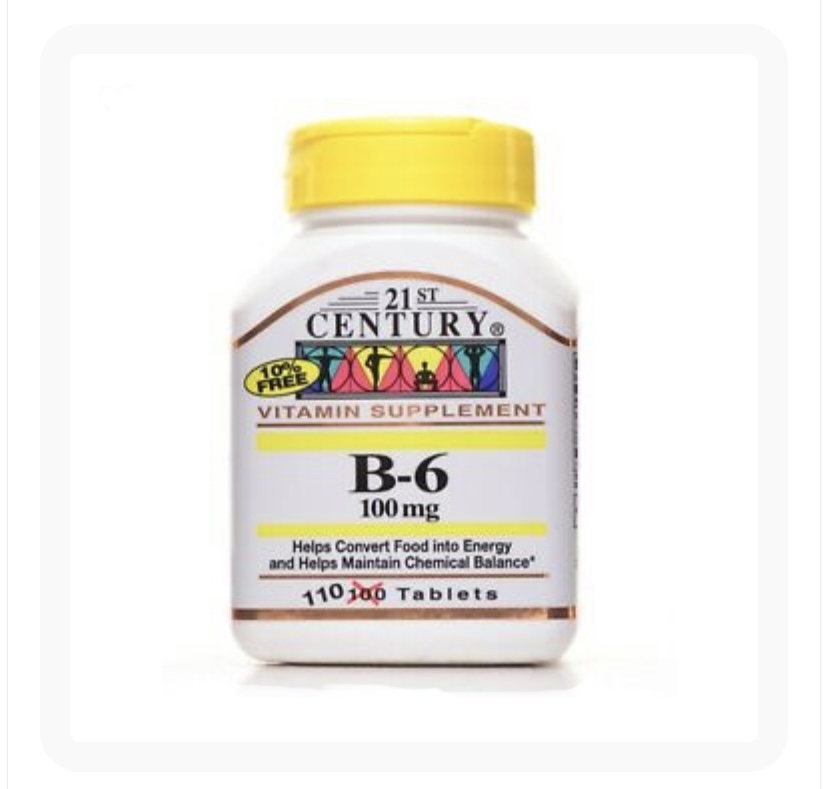 21ST
CENTURY®
10%
FREE
VITAMIN SUPPLEMENT
B-6
100 mg
Helps Convert Food into Energy
and Helps Maintain Chemical Balance*
110 100 Tablets